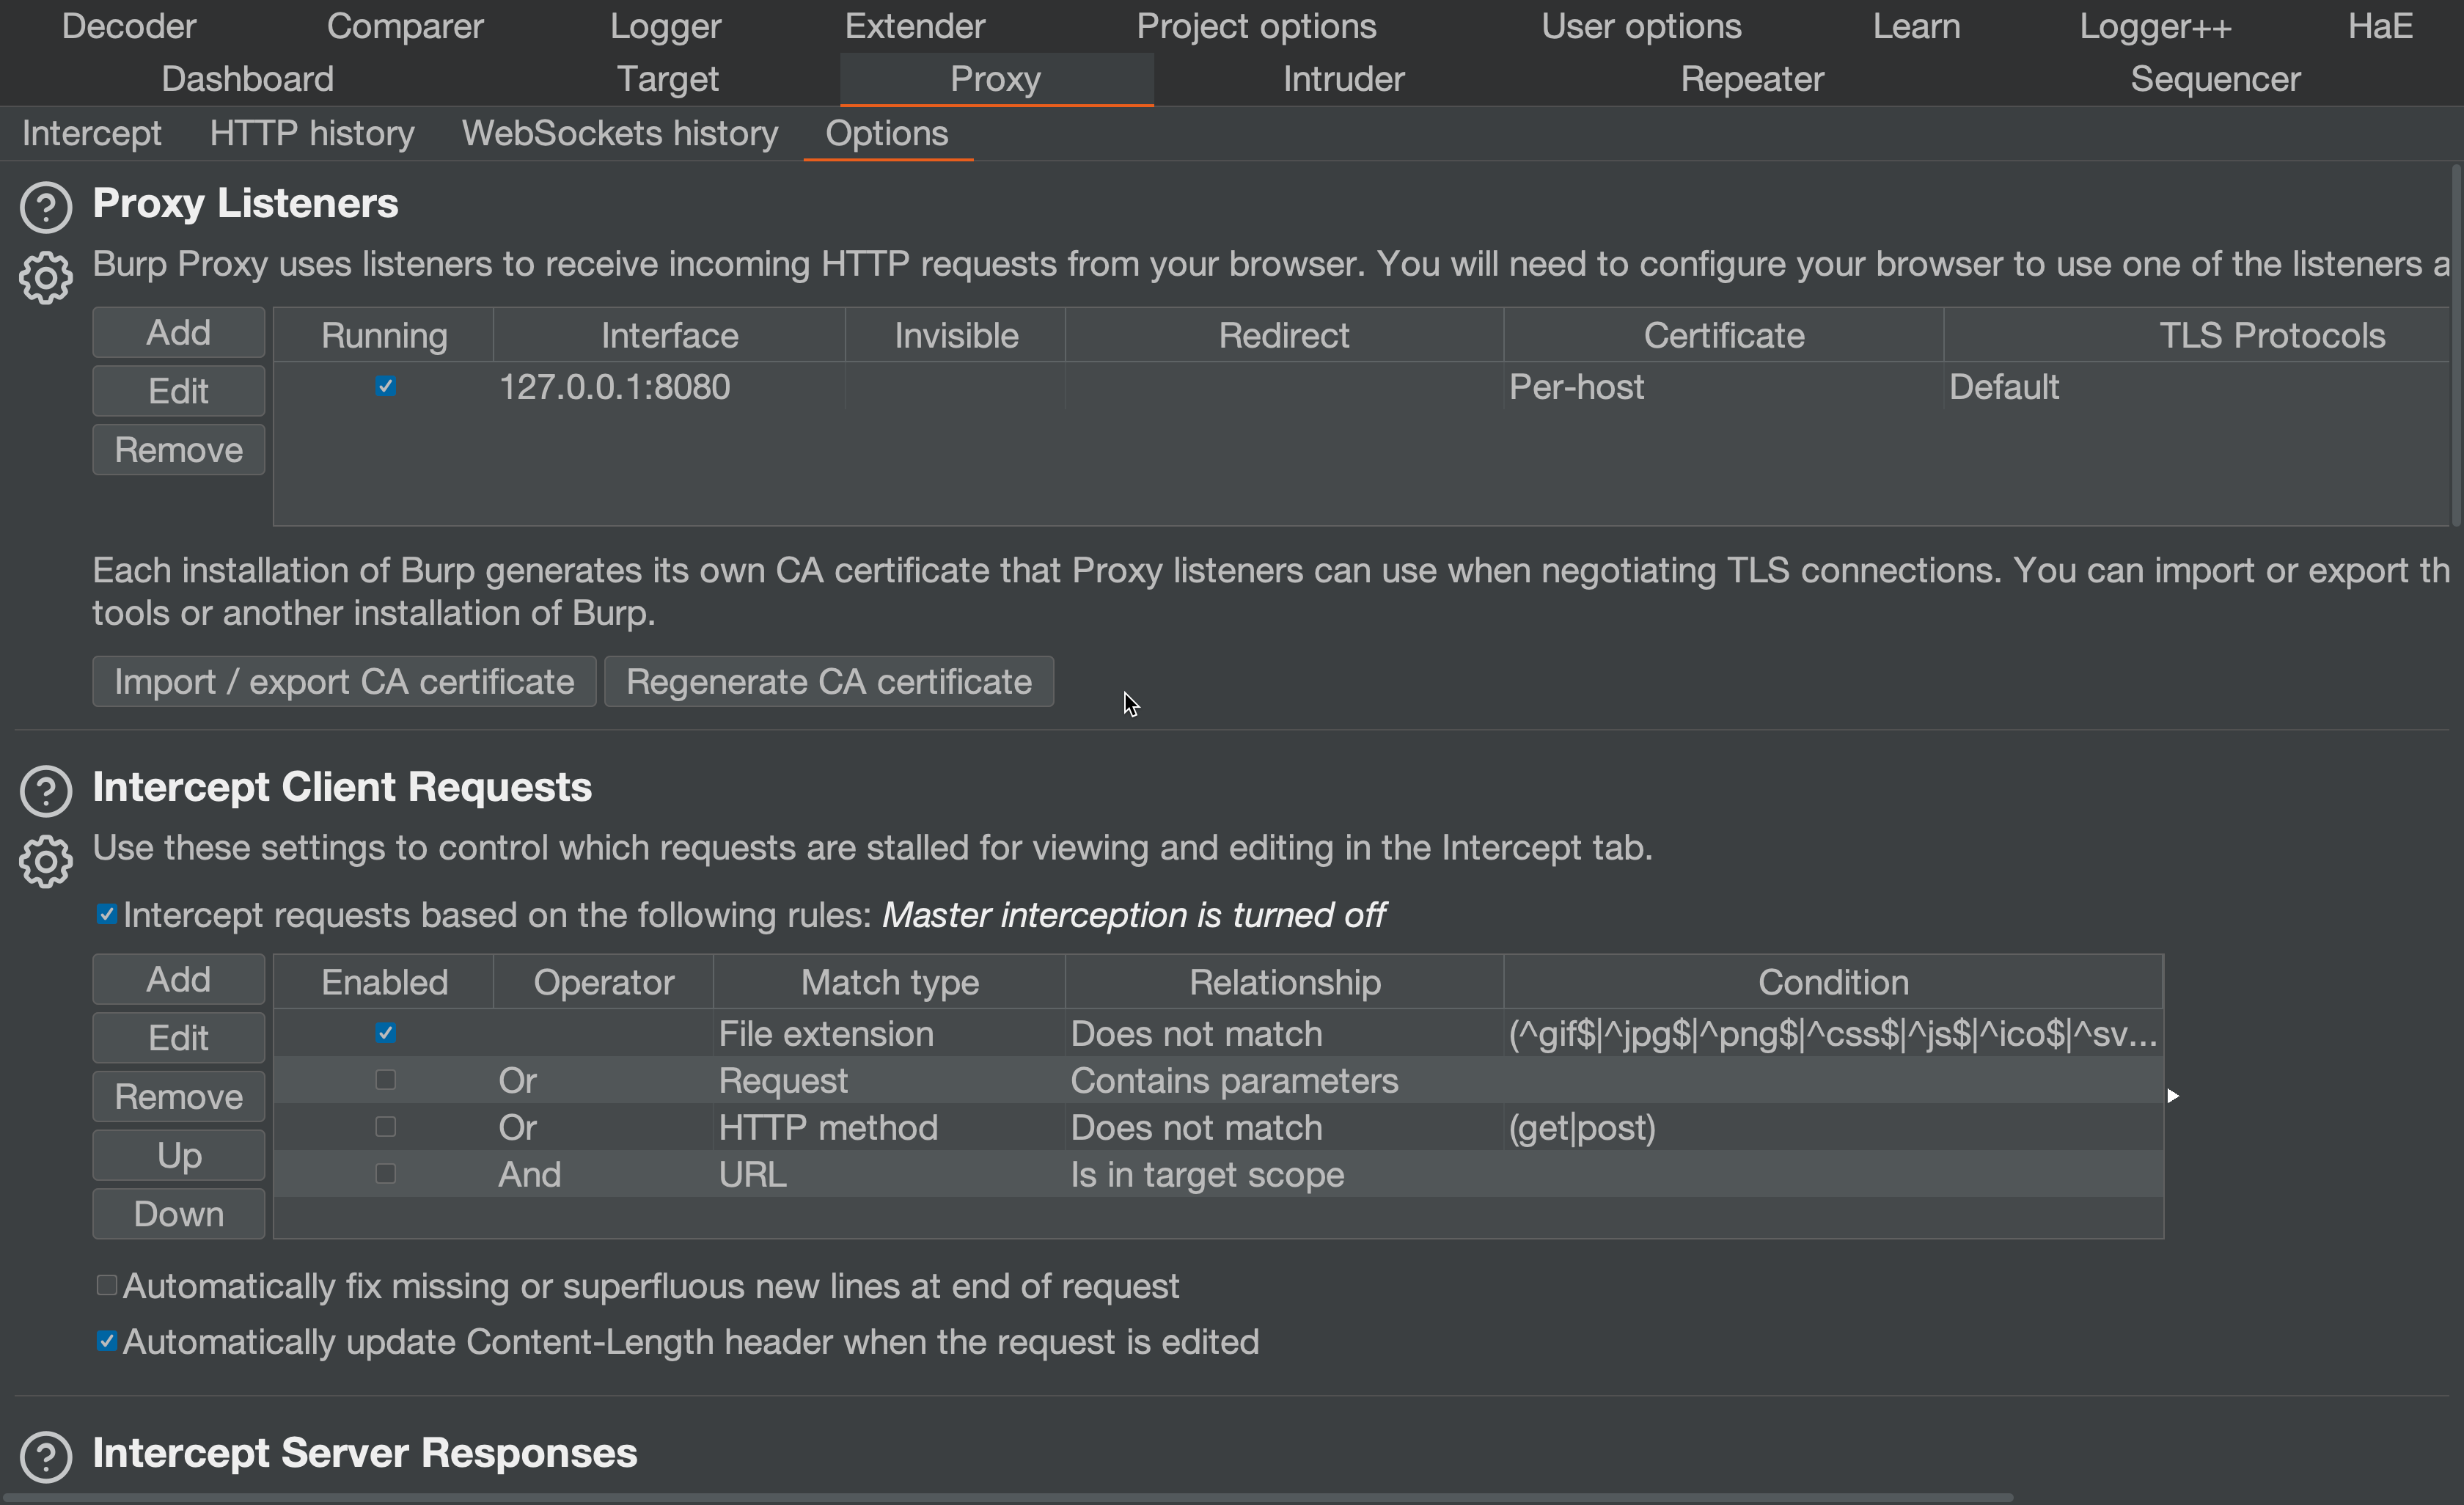 Decoder Comparer Logger Extender Project options User options Learn Logger++ HaE
Dashboard Target Proxy Intruder Repeater Sequencer
Intercept HTTP history WebSockets history Options
Proxy Listeners
Burp Proxy uses listeners to receive incoming HTTP requests from your browser. You will need to configure your browser to use one of the listeners a
Add
Edit
Remove
Running Interface Invisible Redirect Certificate TLS Protocols
127.0.0.1:8080 Per-host Default
Each installation of Burp generates its own CA certificate that Proxy listeners can use when negotiating TLS connections. You can import or export th
tools or another installation of Burp.
Import / export CA certificate Regenerate CA certificate
Intercept Client Requests
Use these settings to control which requests are stalled for viewing and editing in the Intercept tab.
Intercept requests based on the following rules: Master interception is turned off
Add
Edit
Remove
Up
Down
Enabled Operator Match type Relationship Condition
File extension Does not match (^gif$|^jpg$|^png$|^css$|^js$|^ico$|^sv...
Or Request Contains parameters
Or HTTP method Does not match (get|post)
And URL Is in target scope
Automatically fix missing or superfluous new lines at end of request
Automatically update Content-Length header when the request is edited
Intercept Server Responses